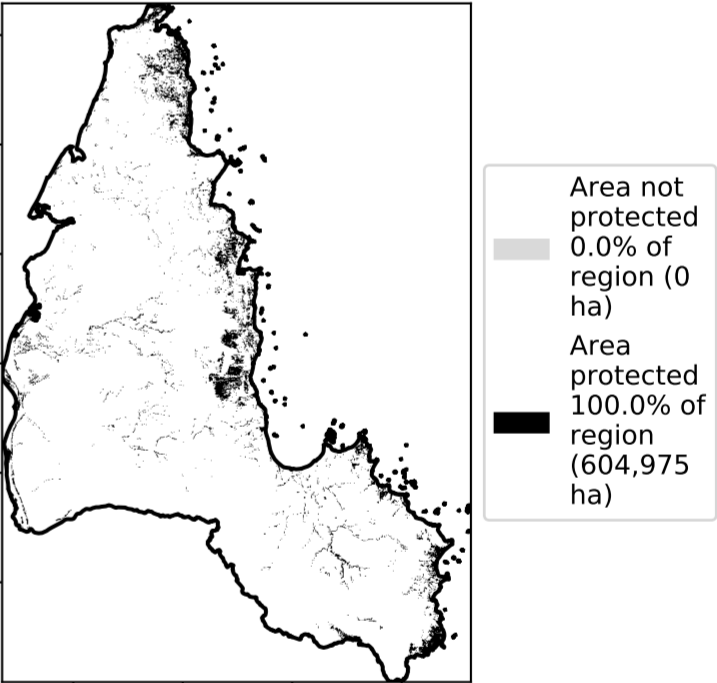 Area not
protected
0.0% of
region (0
ha)
Area
protected
100.0% of
region
(604,975
ha)